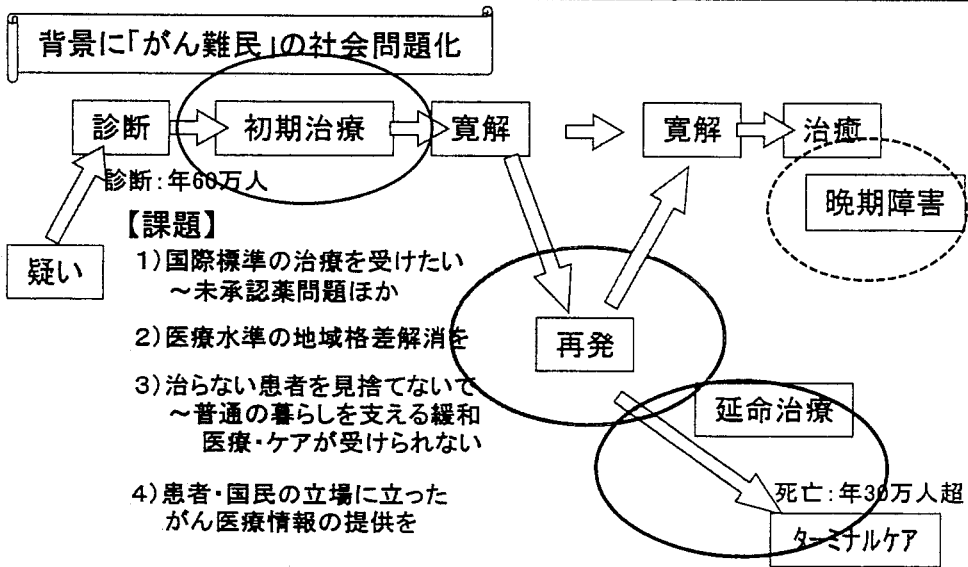 背景に「がん難民」の社会問題化
診断
初期治療
寛解
寛解
治癒
診断：年60万人
晩期障害
疑い
【課題】
1）国際標準の治療を受けたい
～未承認薬問題ほか
2）医療水準の地域格差解消を
再発
3）治らない患者を見捨てないで
～普通の暮らしを支える緩和
医療・ケアが受けられない
延命治療
4）患者・国民の立場に立った
がん医療情報の提供を
死亡：年30万人超
ターミナルケア